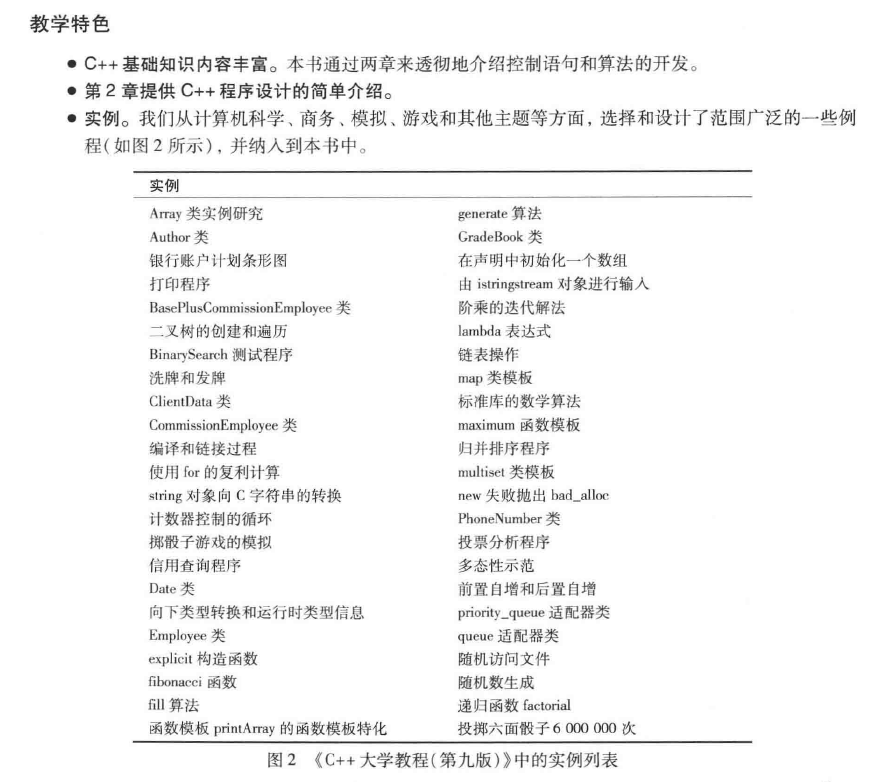 教学特色
● C++ 基础知识内容丰富。本书通过两章来透彻地介绍控制语句和算法的开发。
● 第 2 章提供 C++ 程序设计的简单介绍。
● 实例。我们从计算机科学、商务、模拟、游戏和其他主题等方面，选择和设计了范围广泛的一些例
程(如图 2 所示)，并纳入到本书中。
实例
Array 类实例研究 generate 算法
Author 类 GradeBook 类
银行账户计划条形图 在声明中初始化一个数组
打印程序 由 istringstream 对象进行输入
BasePlusCommissionEmployee 类 阶乘的迭代解法
二叉树的创建和遍历 lambda 表达式
BinarySearch 测试程序 链表操作
洗牌和发牌 map 类模板
ClientData 类 标准库的数学算法
CommissionEmployee 类 maximum 函数模板
编译和链接过程 归并排序程序
使用 for 的复利计算 multiset 类模板
string 对象向 C 字符串的转换 new 失败抛出 bad_alloc
计数器控制的循环 PhoneNumber 类
掷骰子游戏的模拟 投票分析程序
信用查询程序 多态性示范
Date 类 前置自增和后置自增
向下类型转换和运行时类型信息 priority_queue 适配器类
Employee 类 queue 适配器类
explicit 构造函数 随机访问文件
fibonacci 函数 随机数生成
fill 算法 递归函数 factorial
函数模板 printArray 的函数模板特化 投掷六面骰子 6 000 000 次
图 2 《C++ 大学教程(第九版)》中的实例列表